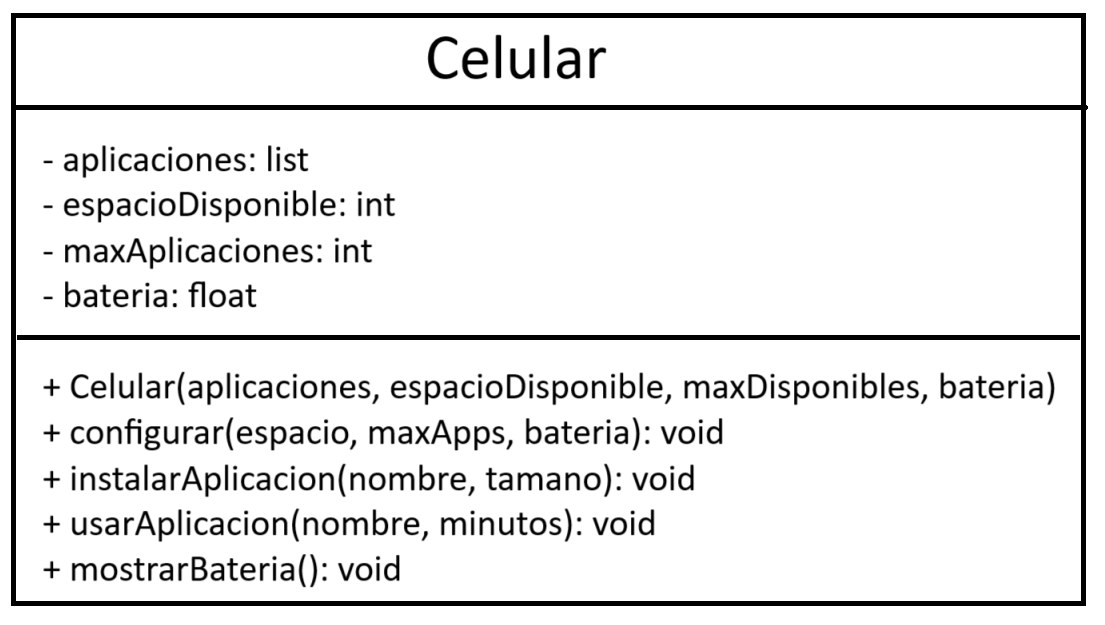 Celular
- aplicaciones: list
- espacioDisponible: int
- maxAplicaciones: int
- bateria: float
+ Celular(aplicaciones, espacioDisponible, maxDisponibles, bateria)
+ configurar(espacio, maxApps, bateria): void
+ instalarAplicacion(nombre, tamano): void
+ usarAplicacion(nombre, minutos): void
+ mostrarBateria(): void